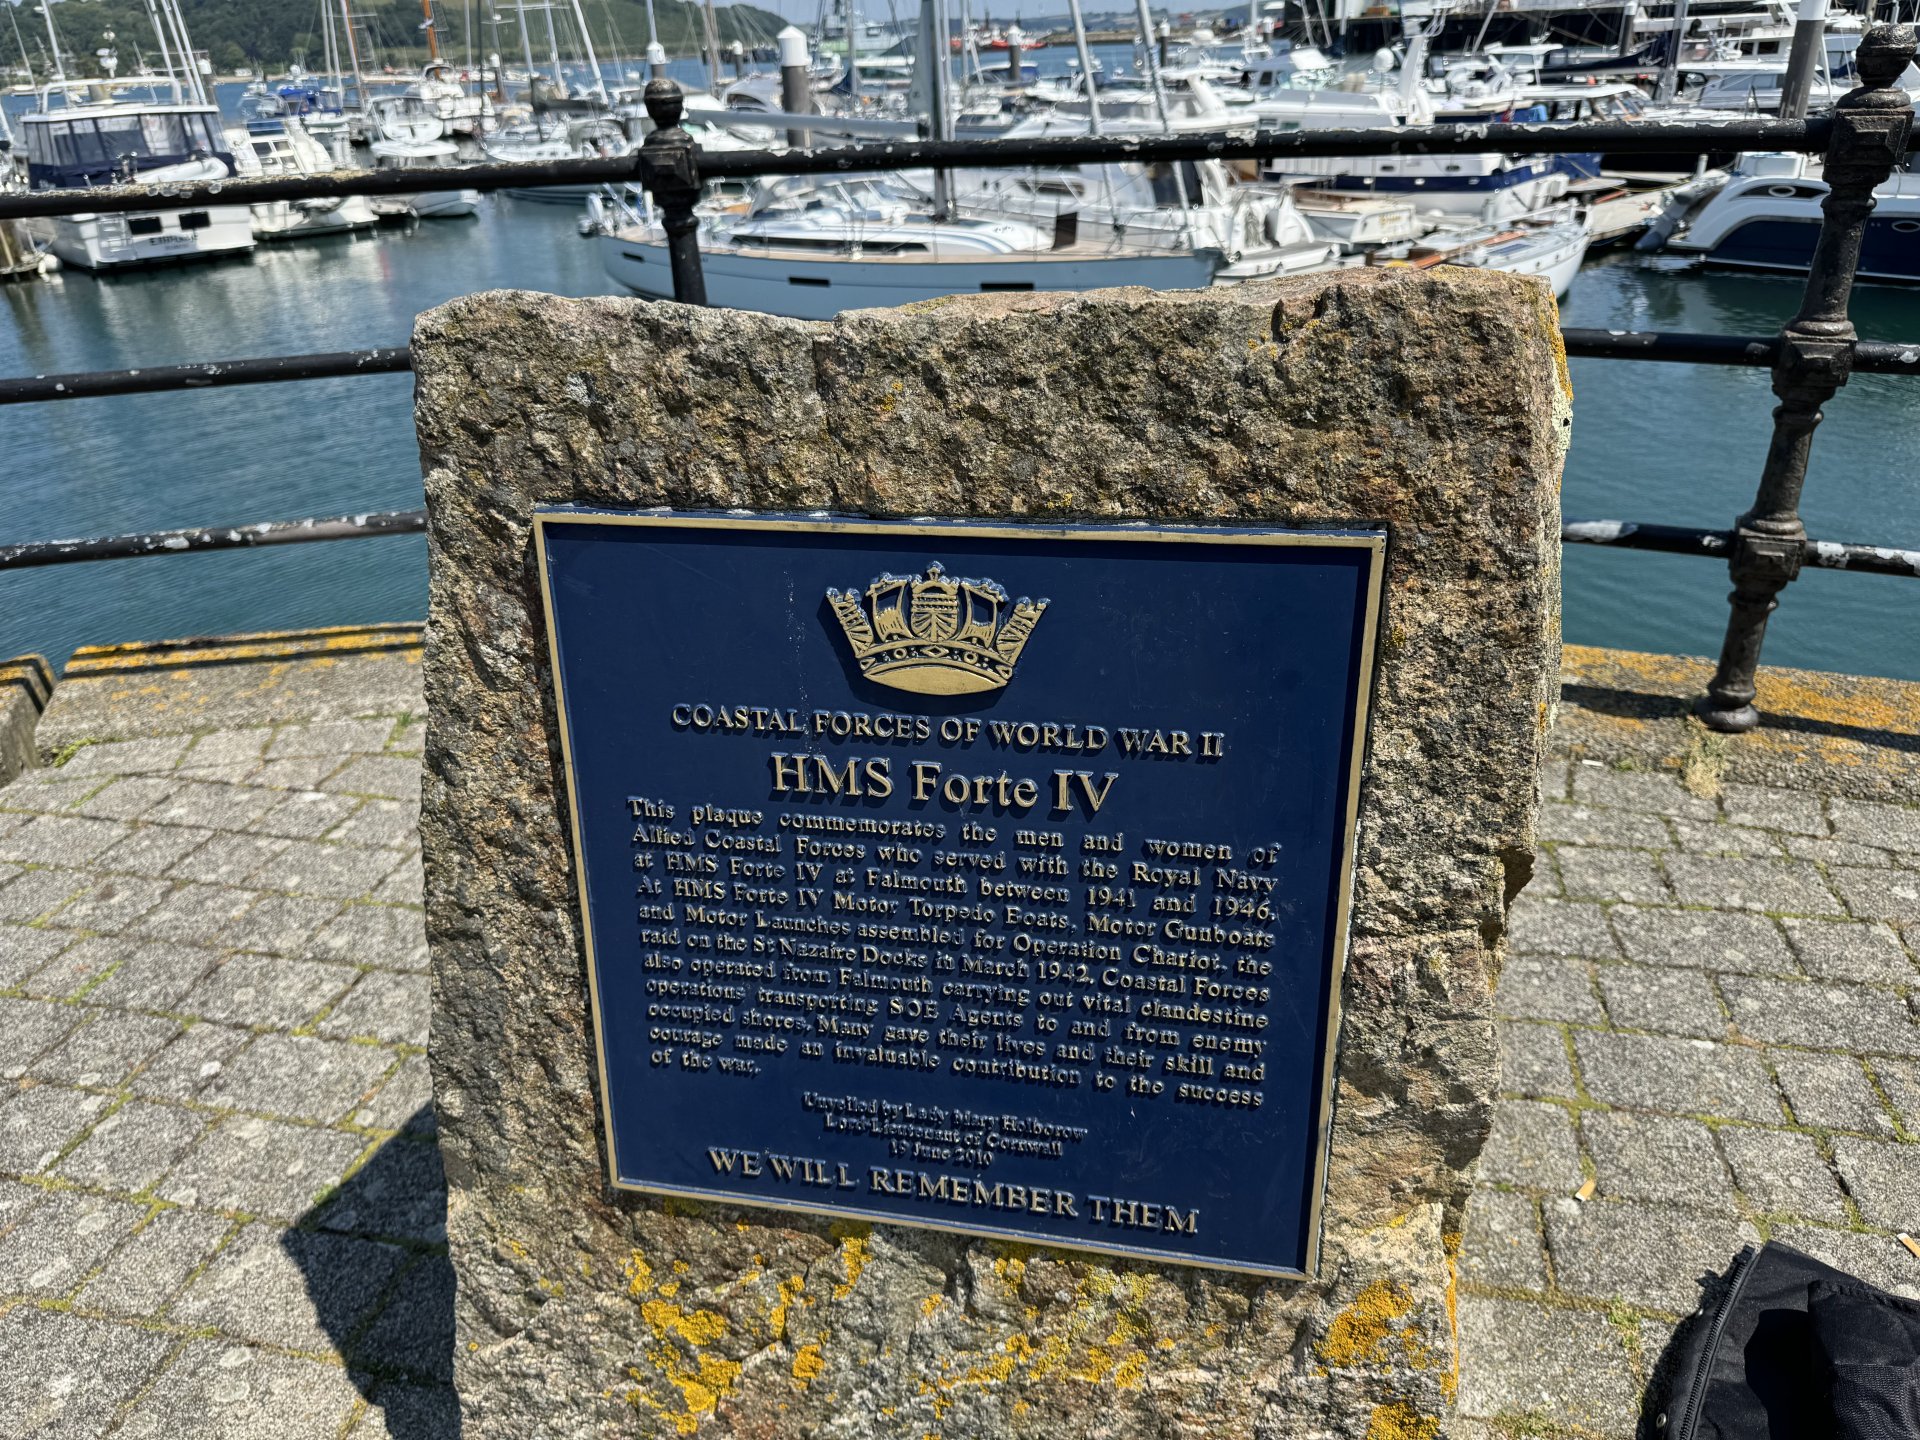 COASTAL FORCES OF WORLD WAR II
HMS Forte IV
This plaque commemorates the men and women of
Allied Coastal Forces who served with the Royal Navy
at HMS Forte IV at Falmouth between 1941 and 1946.
At HMS Forte IV Motor Torpedo Boats, Motor Gunboats
and Motor Launches assembled for Operation Chariot, the
raid on the St Nazaire Docks in March 1942. Coastal Forces
also operated from Falmouth carrying out vital clandestine
operations transporting SOE Agents to and from enemy
occupied shores. Many gave their lives and their skill and
courage made an invaluable contribution to the success
of the war.
Unveiled by Lady Mary Holborow
Lord-Lieutenant of Cornwall
19 June 2010
WE WILL REMEMBER THEM